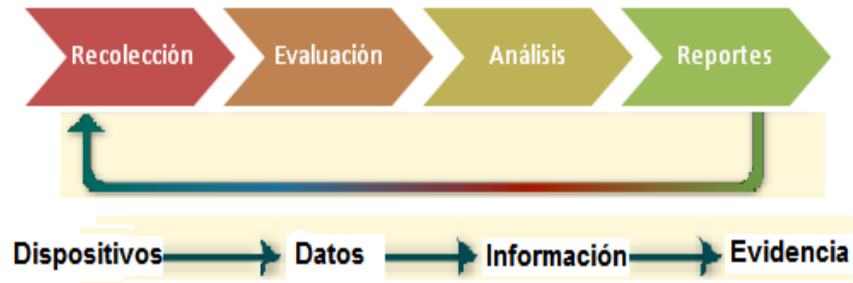 Recolección Evaluación Análisis Reportes
Dispositivos Datos Información Evidencia